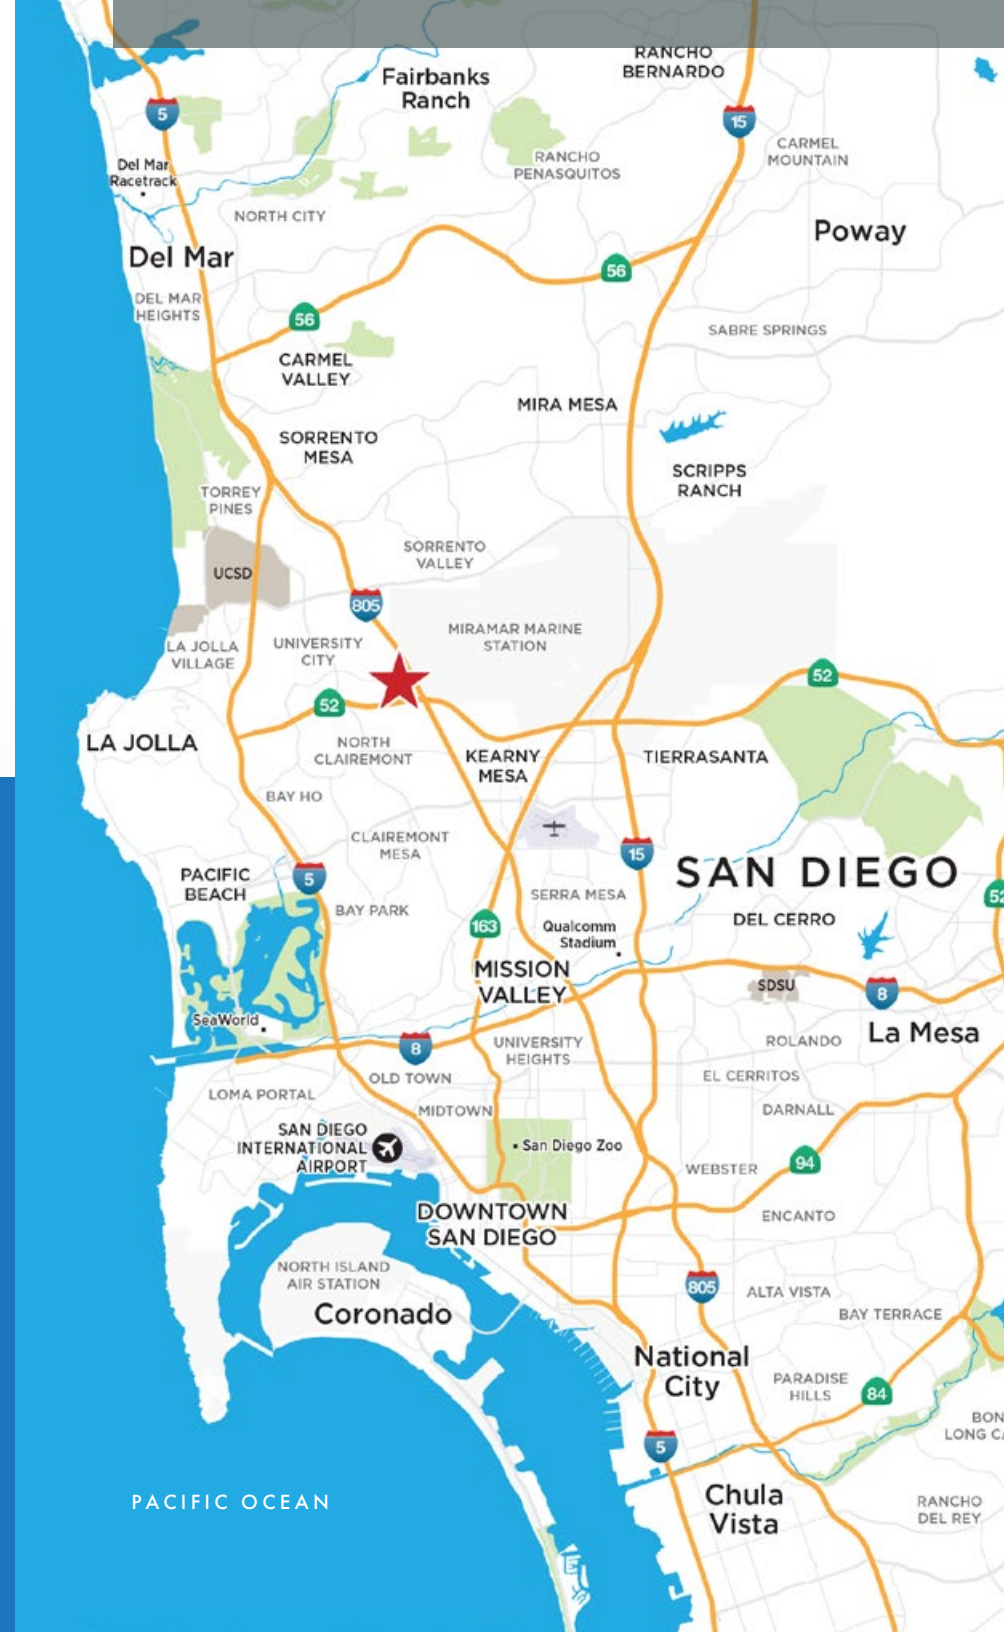 RANCHO
BERNARDO
Fairbanks
Ranch
5
15
CARMEL
MOUNTAIN
RANCHO
PENASQUITOS
Del Mar
Racetrack
NORTH CITY
Poway
Del Mar
56
DEL MAR
HEIGHTS
56
SABRE SPRINGS
CARMEL
VALLEY
MIRA MESA
SORRENTO
MESA
SCRIPPS
RANCH
TORREY
PINES
SORRENTO
VALLEY
UCSD
805
MIRAMAR MARINE
STATION
LA JOLLA
VILLAGE
UNIVERSITY
CITY
52
52
LA JOLLA
NORTH
CLAIREMONT
KEARNY
MESA
TIERRASANTA
BAY HO
CLAIREMONT
MESA
15
SAN DIEGO
PACIFIC
BEACH
5
SERRA MESA
52
BAY PARK
163
DEL CERRO
Qualcomm
Stadium
MISSION
VALLEY
SDSU
8
SeaWorld
La Mesa
8
UNIVERSITY
HEIGHTS
ROLANDO
OLD TOWN
EL CERRITOS
LOMA PORTAL
MIDTOWN
DARNALL
SAN DIEGO
INTERNATIONAL
AIRPORT
San Diego Zoo
94
WEBSTER
DOWNTOWN
SAN DIEGO
ENCANTO
NORTH ISLAND
AIR STATION
805
ALTA VISTA
Coronado
BAY TERRACE
National
City
PARADISE
HILLS
84
BON
LONG C
5
PACIFIC OCEAN
Chula
Vista
RANCHO
DEL REY